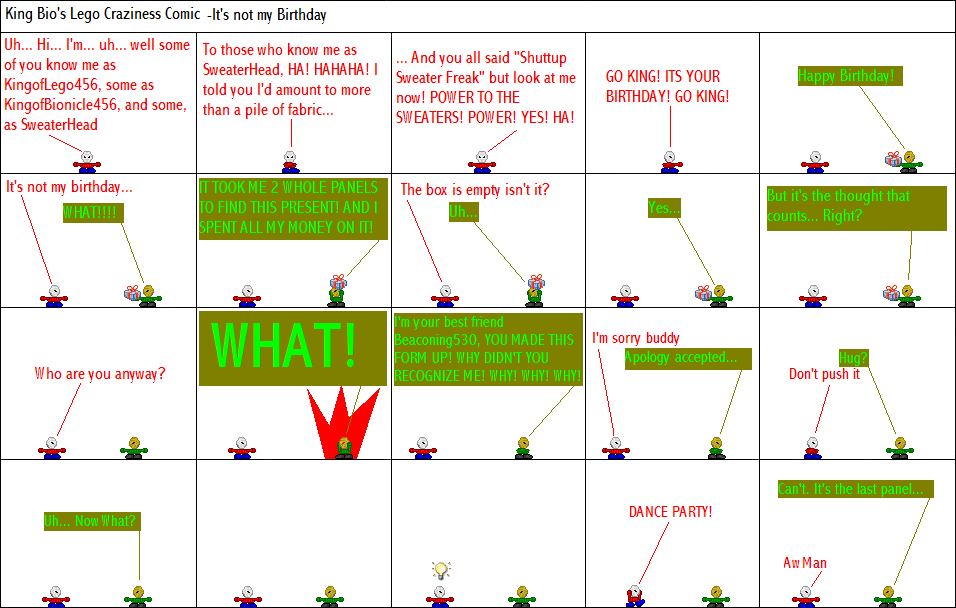 King Bio's Lego Craziness Comic -It's not my Birthday
Uh... Hi... I'm... uh... well some
of you know me as
KingofLego456, some as
KingofBionicle456, and some,
as SweaterHead
To those who know me as
SweaterHead, HA! HAHAHA! I
told you I'd amount to more
than a pile of fabric...
... And you all said "Shuttup
Sweater Freak" but look at me
now! POWER TO THE
SWEATERS! POWER! YES! HA!
GO KING! ITS YOUR
BIRTHDAY! GO KING!
Happy Birthday!
It's not my birthday...
WHAT!!!!
IT TOOK ME 2 WHOLE PANELS
TO FIND THIS PRESENT! AND I
SPENT ALL MY MONEY ON IT!
The box is empty isn't it?
Uh...
Yes...
But it's the thought that
counts... Right?
Who are you anyway?
WHAT!
I'm your best friend
Beaconing530, YOU MADE THIS
FORM UP! WHY DIDN'T YOU
RECOGNIZE ME! WHY! WHY! WHY!
I'm sorry buddy
Apology accepted...
Hug?
Don't push it
Uh... Now What?
DANCE PARTY!
Can't. It's the last panel...
Aw Man